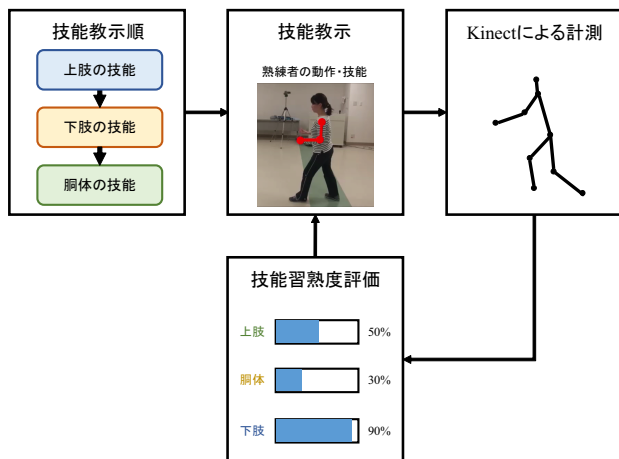 技能教示順
上肢の技能
下肢の技能
胴体の技能
技能教示
熟練者の動作・技能
Kinectによる計測
技能習熟度評価
上肢 50%
胴体 30%
下肢 90%